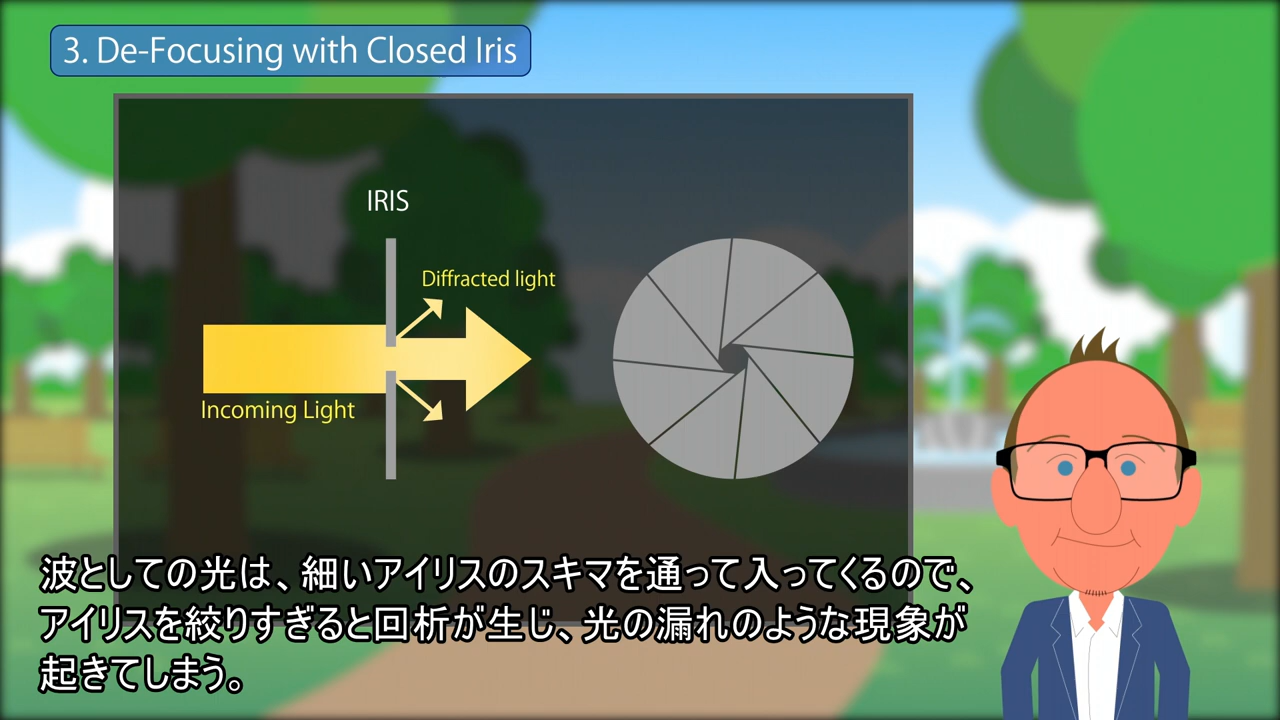 3. De-Focusing with Closed Iris
IRIS
Diffracted light
Incoming Light
波としての光は、細いアイリスのスキマを通って入ってくるので、
アイリスを絞りすぎると回析が生じ、光の漏れのような現象が
起きてしまう。